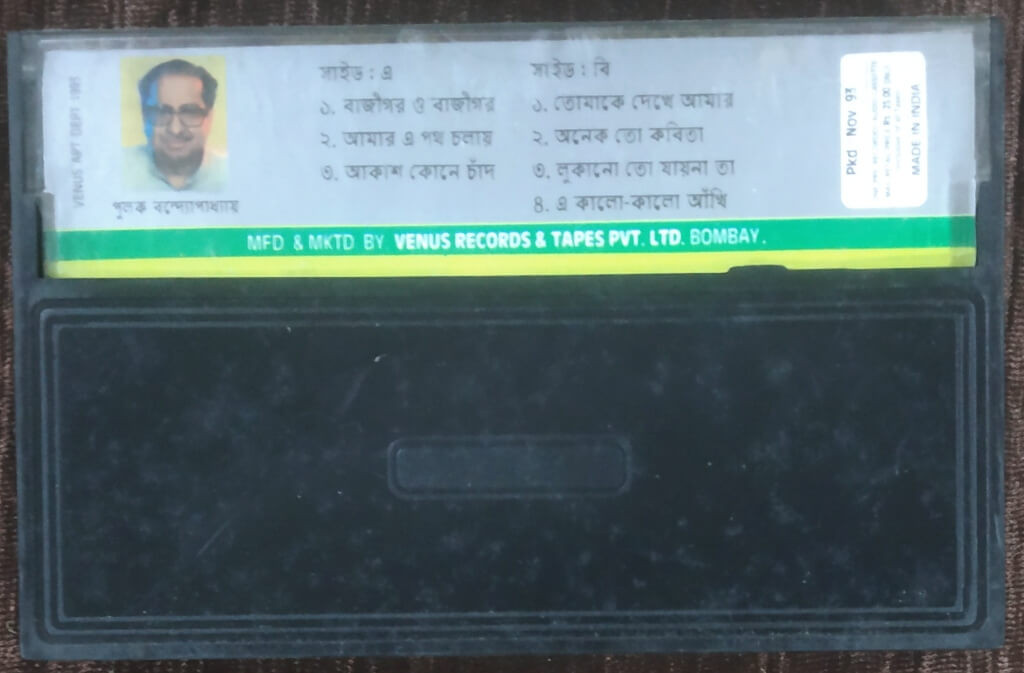 VENUS ART DEPT 1993
পুলক বন্দ্যোপাধ্যায়
সাইড : এ
১. বাজীগর ও বাজীগর
২. আমার এ পথ চলায়
৩. আকাশ কোনে চাঁদ
সাইড : বি
১. তোমাকে দেখে আমার
২. অনেক তো কবিতা
৩. লুকানো তো যায়না তা
৪. এ কালো-কালো আঁখি
Pkd Nov 93
MADE IN INDIA
MFD & MKTD BY VENUS RECORDS & TAPES PVT. LTD. BOMBAY.